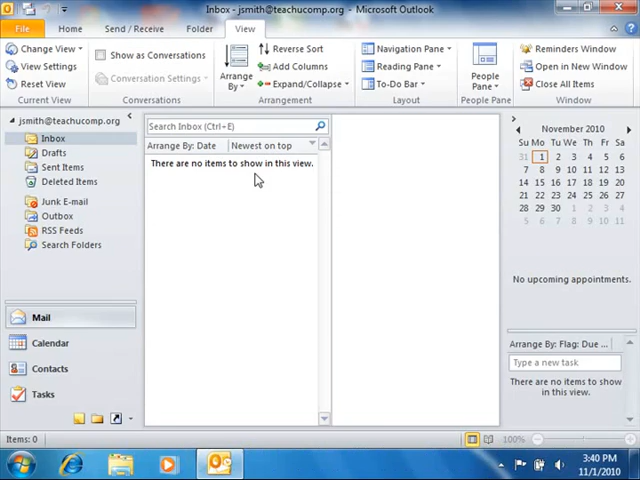 Inbox - jsmith@teachucomp.org - Microsoft Outlook
File Home Send / Receive Folder View
Change View
View Settings
Reset View
Current View
Show as Conversations
Conversation Settings
Conversations
Arrange By
Reverse Sort
Add Columns
Expand/Collapse
Arrangement
Navigation Pane
Reading Pane
To-Do Bar
Layout
People Pane
People Pane
Reminders Window
Open in New Window
Close All Items
Window
jsmith@teachucomp.org
Inbox
Drafts
Sent Items
Deleted Items
Junk E-mail
Outbox
RSS Feeds
Search Folders
Mail
Calendar
Contacts
Tasks
Search Inbox (Ctrl+E)
Arrange By: Date Newest on top
There are no items to show in this view.
November 2010
Su Mo Tu We Th Fr Sa
31 1 2 3 4 5 6
7 8 9 10 11 12 13
14 15 16 17 18 19 20
21 22 23 24 25 26 27
28 29 30 1 2 3 4
5 6 7 8 9 10 11
No upcoming appointments.
Arrange By: Flag: Due ...
Type a new task
There are no items to show
in this view.
Items: 0
100%
3:40 PM
11/1/2010